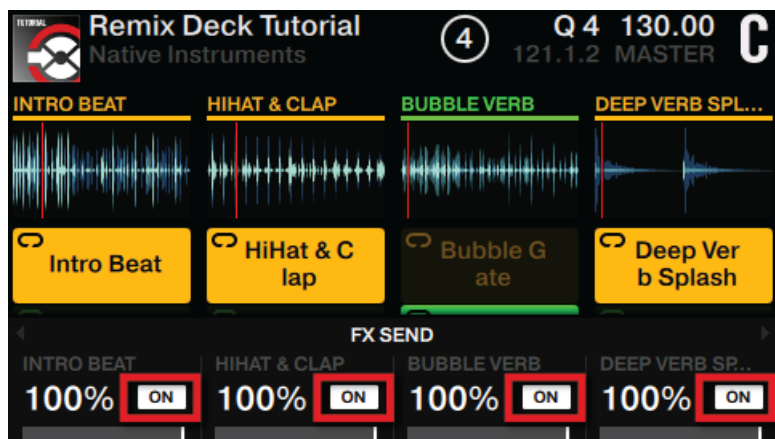 TUTORIAL
Remix Deck Tutorial
Native Instruments
4
Q 4 130.00
121.1.2 MASTER
C
INTRO BEAT HIHAT & CLAP BUBBLE VERB DEEP VERB SPL...
Intro Beat
HiHat & C
lap
Bubble G
ate
Deep Ver
b Splash
FX SEND
INTRO BEAT HIHAT & CLAP BUBBLE VERB DEEP VERB SP...
100% ON 100% ON 100% ON 100% ON